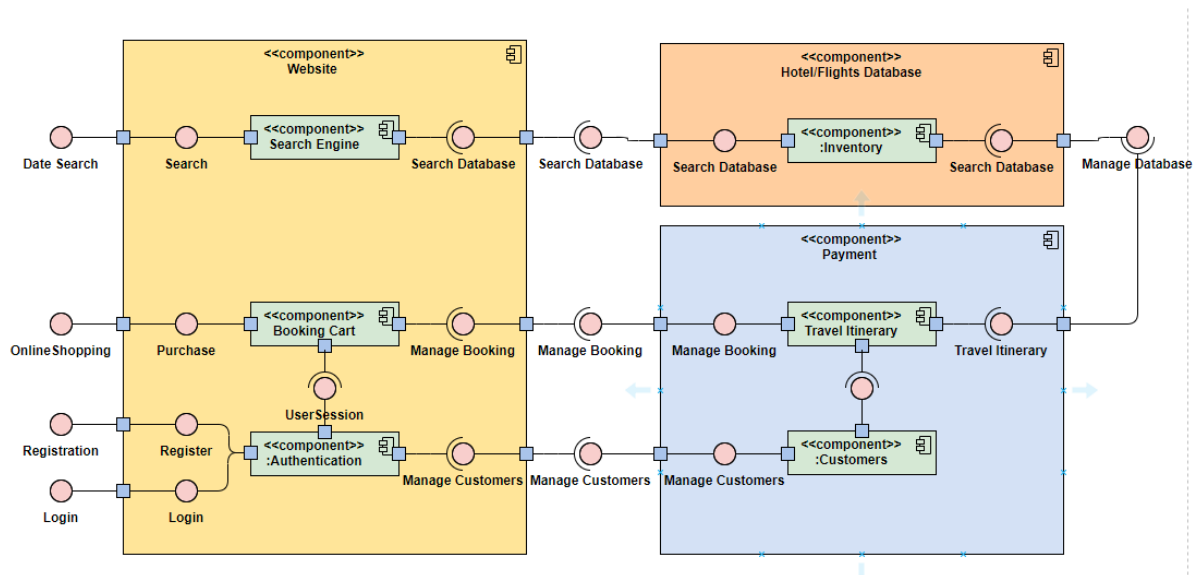 <<component>>
Website
<<component>>
Hotel/Flights Database
<<component>>
Search Engine
<<component>>
:Inventory
Date Search
Search
Search Database
Search Database
Search Database
Search Database
Manage Database
<<component>>
Payment
<<component>>
Booking Cart
<<component>>
Travel Itinerary
OnlineShopping
Purchase
Manage Booking
Manage Booking
Manage Booking
Travel Itinerary
UserSession
<<component>>
:Authentication
<<component>>
:Customers
Registration
Register
Manage Customers
Manage Customers
Manage Customers
Login
Login